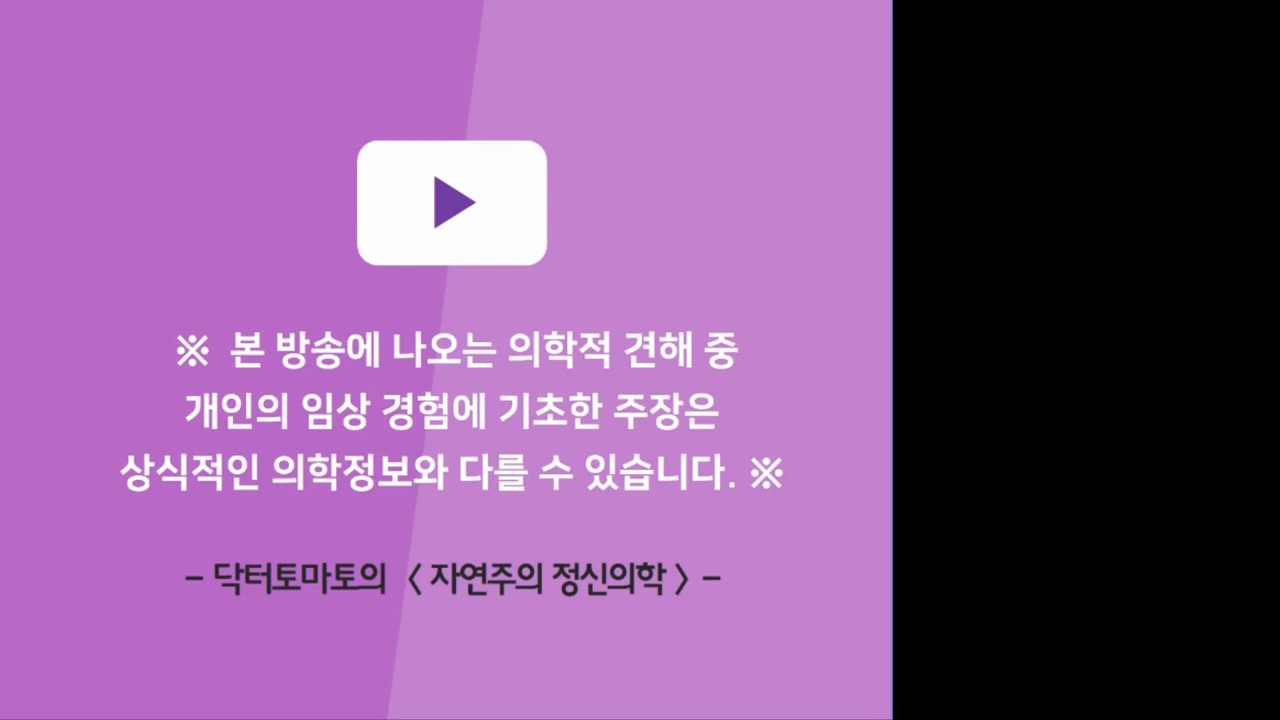 ※ 본 방송에 나오는 의학적 견해 중
개인의 임상 경험에 기초한 주장은
상식적인 의학정보와 다를 수 있습니다. ※
– 닥터토마토의 〈 자연주의 정신의학 〉–